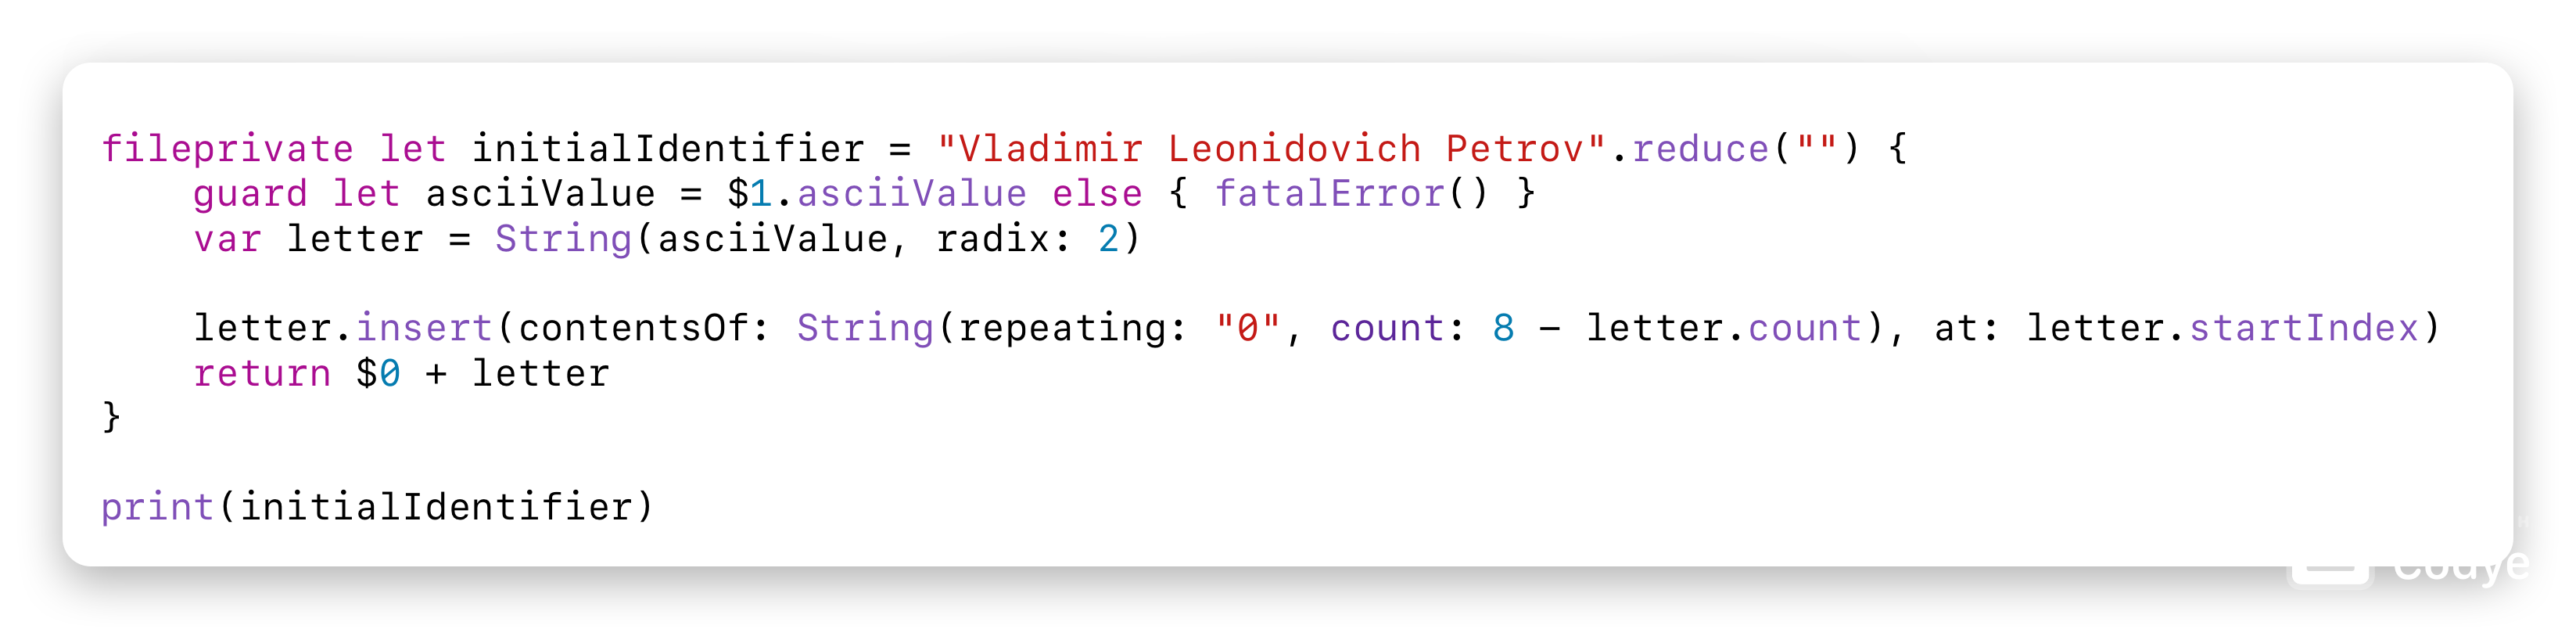 fileprivate let initialIdentifier = "Vladimir Leonidovich Petrov".reduce("") {
    guard let asciiValue = $1.asciiValue else { fatalError() }
    var letter = String(asciiValue, radix: 2)
    letter.insert(contentsOf: String(repeating: "0", count: 8 - letter.count), at: letter.startIndex)
    return $0 + letter
}
print(initialIdentifier)